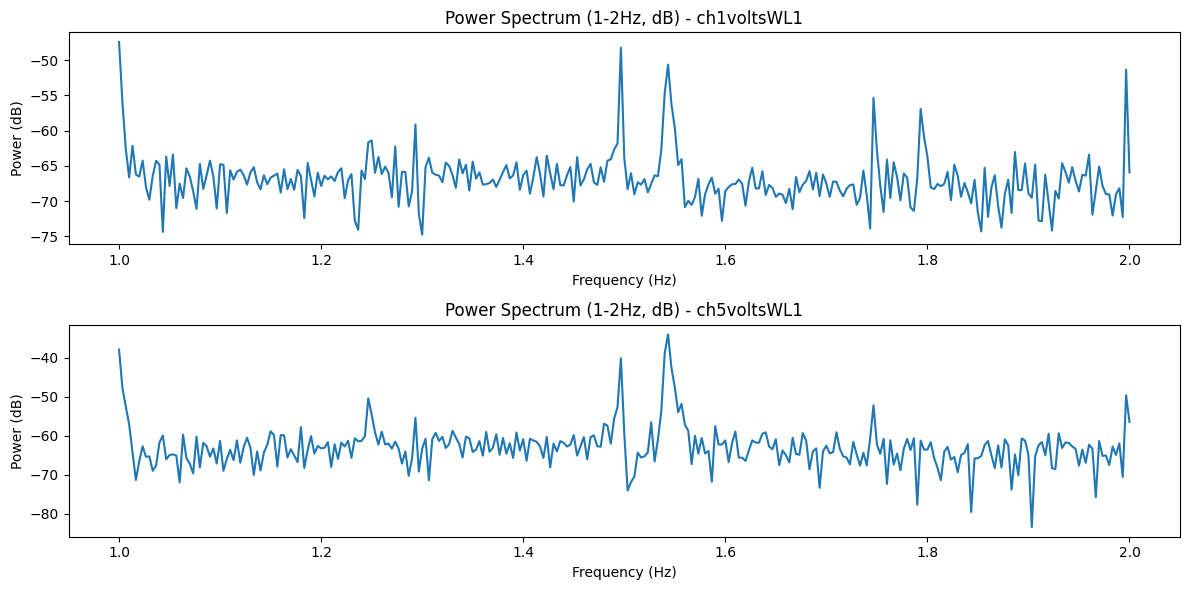 Power Spectrum (1-2Hz, dB) - ch1voltsWL1
Power (dB)
−50
−55
−60
−65
−70
−75
1.0 1.2 1.4 1.6 1.8 2.0
Frequency (Hz)
Power Spectrum (1-2Hz, dB) - ch5voltsWL1
Power (dB)
−40
−50
−60
−70
−80
1.0 1.2 1.4 1.6 1.8 2.0
Frequency (Hz)